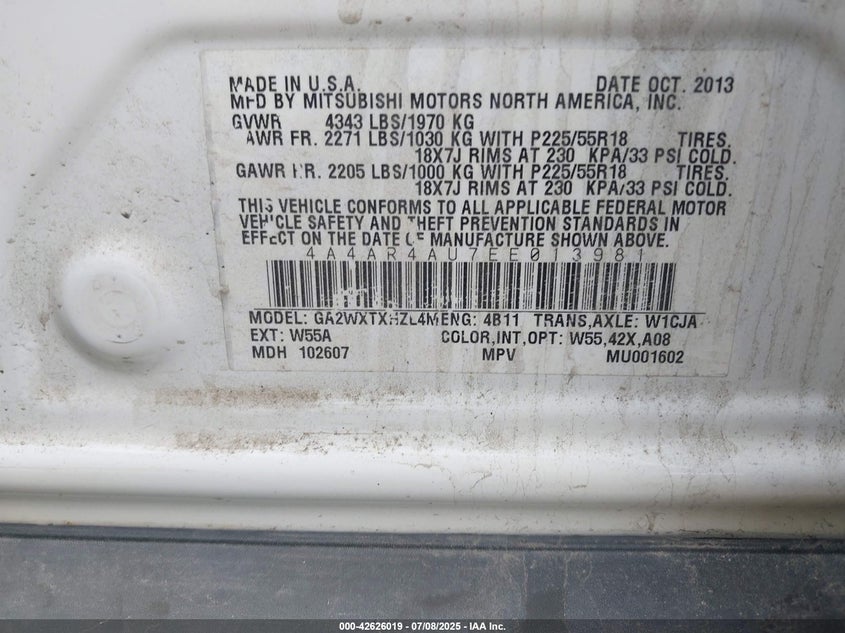 MADE IN U.S.A. DATE OCT. 2013
MFD BY MITSUBISHI MOTORS NORTH AMERICA, INC.
GVWR 4343 LBS/1970 KG
AWR FR. 2271 LBS/1030 KG WITH P225/55R18 TIRES.
18X7J RIMS AT 230 KPA/33 PSI COLD.
GAWR RR. 2205 LBS/1000 KG WITH P225/55R18 TIRES.
18X7J RIMS AT 230 KPA/33 PSI COLD.
THIS VEHICLE CONFORMS TO ALL APPLICABLE FEDERAL MOTOR
VEHICLE SAFETY AND THEFT PREVENTION STANDARDS IN
EFFECT ON THE DATE OF MANUFACTURE SHOWN ABOVE.
4A4AR4AU7EE013981
MODEL: GA2WXTXHZL4M ENG: 4B11 TRANS,AXLE: W1CJA
EXT: W55A COLOR,INT,OPT: W55,42X,A08
MDH 102607 MPV MU001602
000-42626019 - 07/08/2025 - IAA Inc.